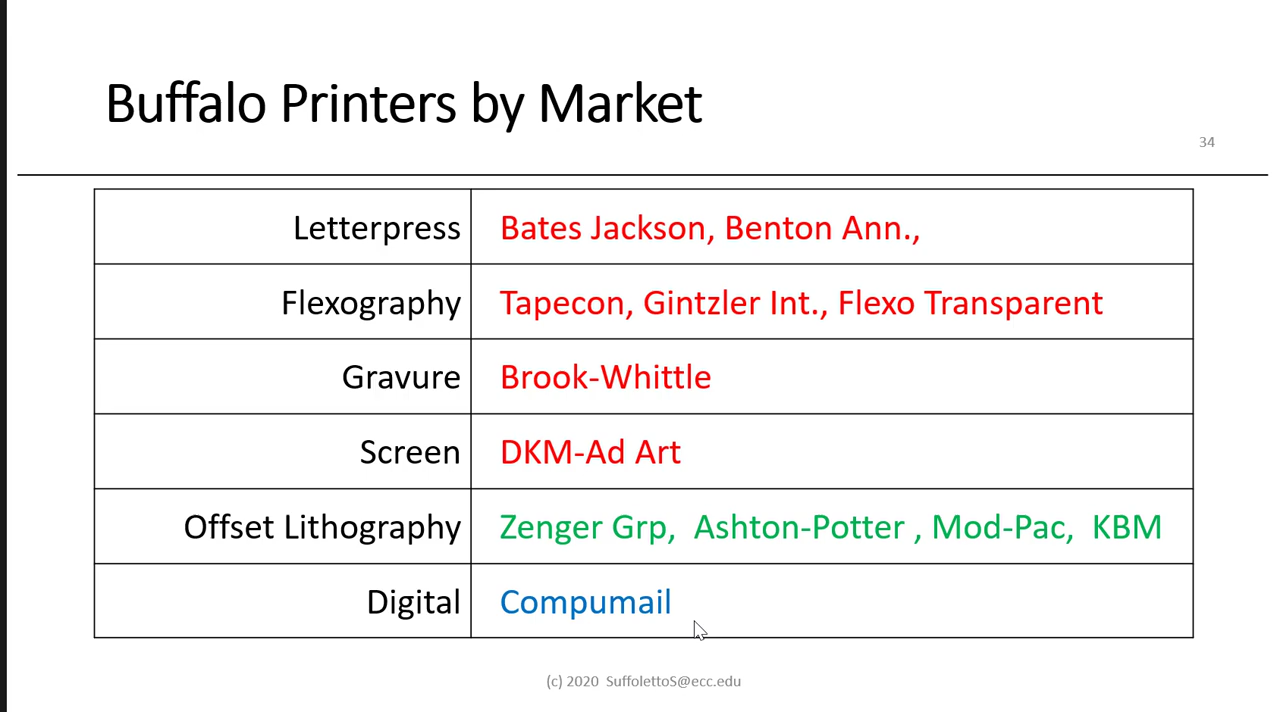 Buffalo Printers by Market
34
Letterpress Bates Jackson, Benton Ann.,
Flexography Tapecon, Gintzler Int., Flexo Transparent
Gravure Brook-Whittle
Screen DKM-Ad Art
Offset Lithography Zenger Grp, Ashton-Potter , Mod-Pac, KBM
Digital Compumail
(c) 2020 SuffolettoS@ecc.edu